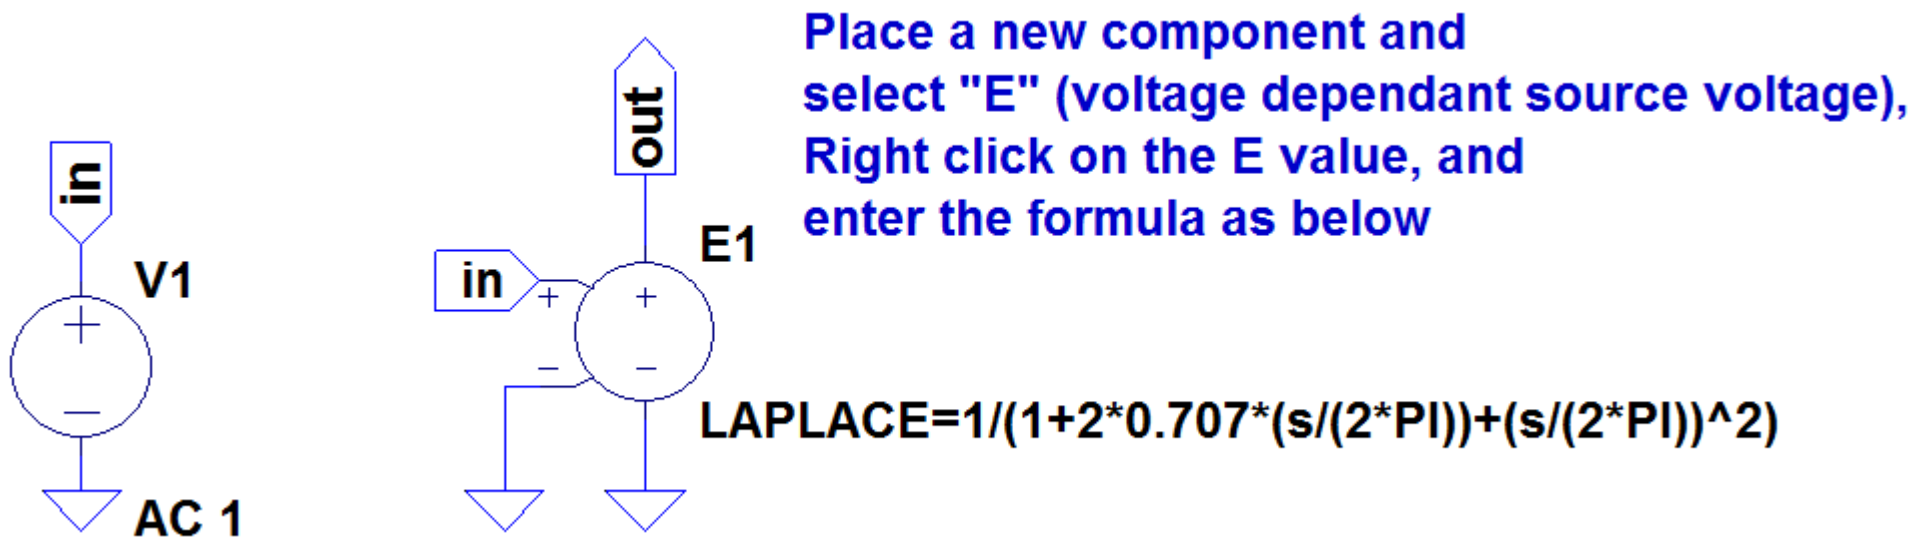 Place a new component and
select "E" (voltage dependant source voltage),
Right click on the E value, and
enter the formula as below
in
V1
AC 1
out
in
E1
LAPLACE=1/(1+2*0.707*(s/(2*PI))+(s/(2*PI))^2)